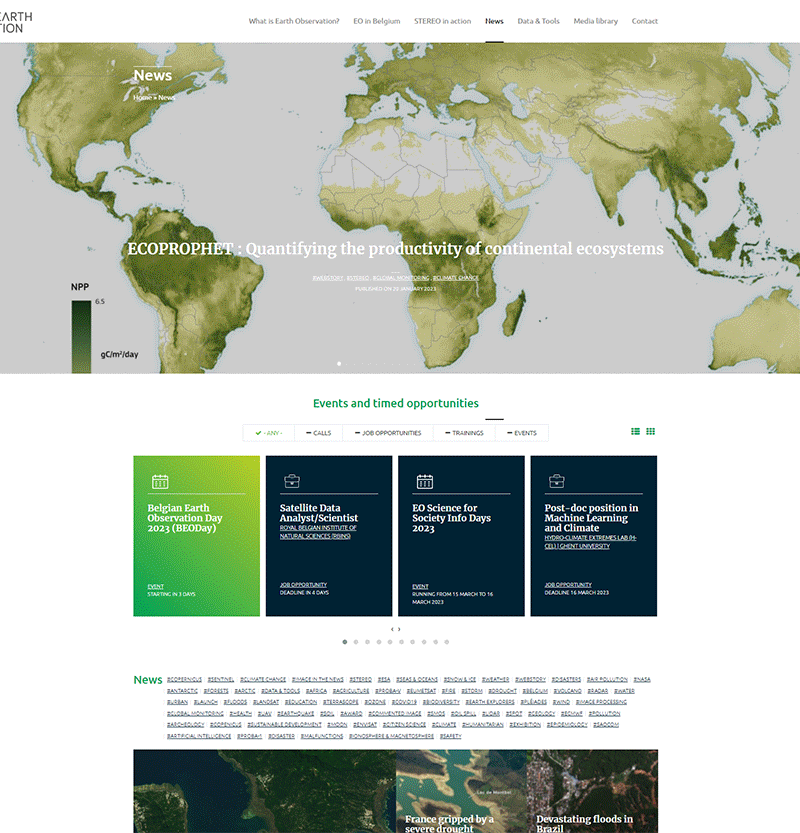 EARTH
TION
What is Earth Observation? EO in Belgium STEREO in action News Data & Tools Media library Contact
News
Home » News
ECOPROPHET : Quantifying the productivity of continental ecosystems
#WEBSTORY, #STEREO, #GLOBAL MONITORING, #CLIMATE CHANGE
PUBLISHED ON 20 JANUARY 2023
NPP
6.5
gC/m²/day
Events and timed opportunities
- ANY - CALLS JOB OPPORTUNITIES TRAININGS EVENTS
Belgian Earth
Observation Day
2023 (BEODay)
EVENT
STARTING IN 3 DAYS
Satellite Data
Analyst/Scientist
ROYAL BELGIAN INSTITUTE OF
NATURAL SCIENCES (RBINS)
JOB OPPORTUNITY
DEADLINE IN 4 DAYS
EO Science for
Society Info Days
2023
EVENT
RUNNING FROM 15 MARCH TO 16
MARCH 2023
Post-doc position in
Machine Learning
and Climate
HYDRO-CLIMATE EXTREMES LAB (H-
CEL) | GHENT UNIVERSITY
JOB OPPORTUNITY
DEADLINE 16 MARCH 2023
‹ ›
News
#COPERNICUS #SENTINEL #CLIMATE CHANGE #IMAGE IN THE NEWS #STEREO #ESA #SEAS & OCEANS #SNOW & ICE #WEATHER #WEBSTORY #DISASTERS #AIR POLLUTION #NASA
#ANTARCTIC #FORESTS #ARCTIC #DATA & TOOLS #AFRICA #AGRICULTURE #PROBA-V #EUMETSAT #FIRE #STORM #DROUGHT #BELGIUM #VOLCANO #RADAR #WATER
#URBAN #LAUNCH #FLOODS #LANDSAT #EDUCATION #TERRASCOPE #OZONE #COVID19 #BIODIVERSITY #EARTH EXPLORERS #PLÉIADES #WIND #IMAGE PROCESSING
#GLOBAL MONITORING #HEALTH #UAV #EARTHQUAKE #SOIL #AWARD #COMMENTED IMAGE #SMOS #OIL SPILL #LIDAR #SPOT #GEOLOGY #ECMWF #POLLUTION
#ARCHEOLOGY #COPENICUS #SUSTAINABLE DEVELOPMENT #MOON #ENVISAT #CITIZEN SCIENCE #CLIMATE #HUMANITARIAN #EXHIBITION #EPIDEMIOLOGY #SAOCOM
#ARTIFICIAL INTELLIGENCE #PROBA-1 #DISASTER #MALFUNCTIONS #IONOSPHERE & MAGNETOSPHERE #SAFETY
Lac de Montbel
France gripped by a
severe drought
Devastating floods in
Brazil